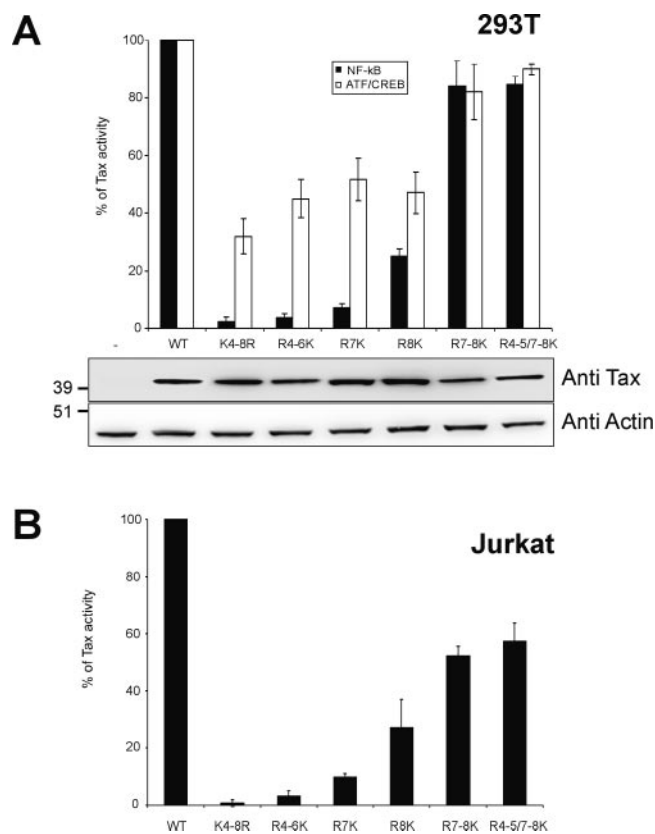 A
293T
NF-kB
ATF/CREB
% of Tax activity
100
80
60
40
20
0
- WT K4-8R R4-6K R7K R8K R7-8K R4-5/7-8K
39
Anti Tax
51
Anti Actin
B
Jurkat
% of Tax activity
100
80
60
40
20
0
WT K4-8R R4-6K R7K R8K R7-8K R4-5/7-8K